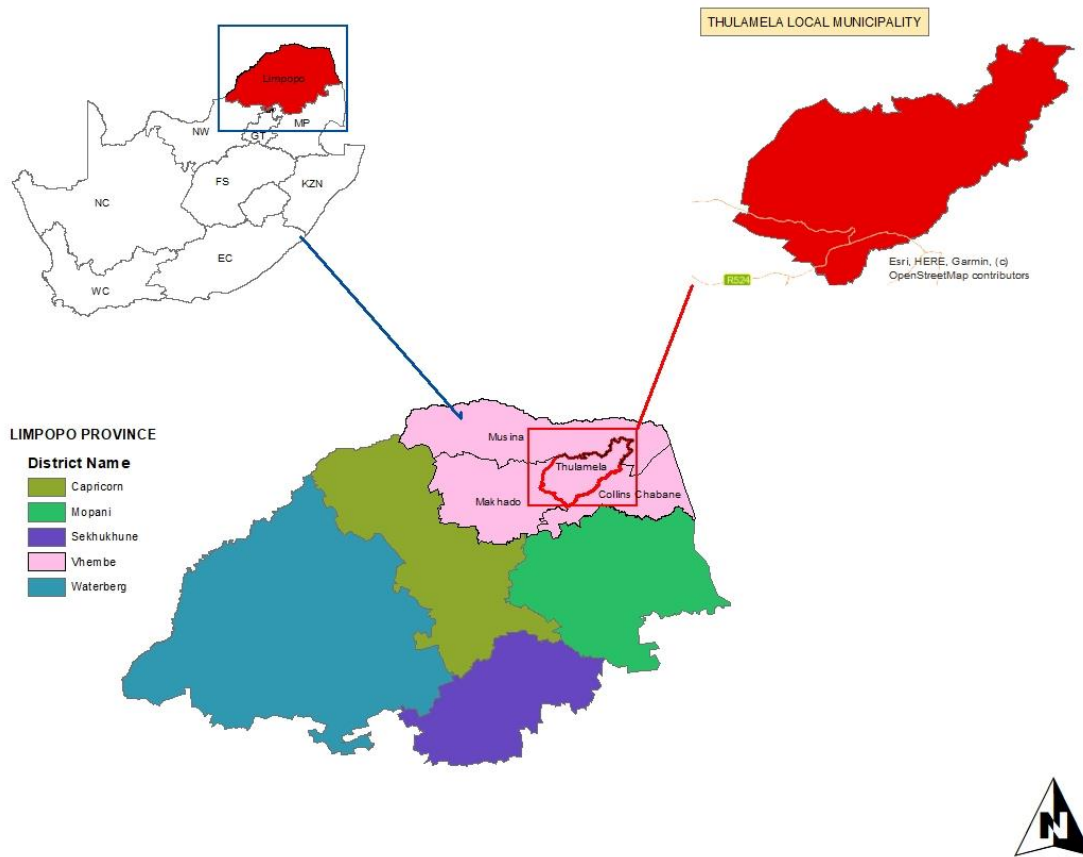 THULAMELA LOCAL MUNICIPALITY
Limpopo
NW
GT
MP
FS
KZN
NC
EC
WC
Esri, HERE, Garmin, (c)
OpenStreetMap contributors
R524
LIMPOPO PROVINCE
District Name
Capricorn
Mopani
Sekhukhune
Vhembe
Waterberg
Musina
Thulamela
Makhado
Collins Chabane
N